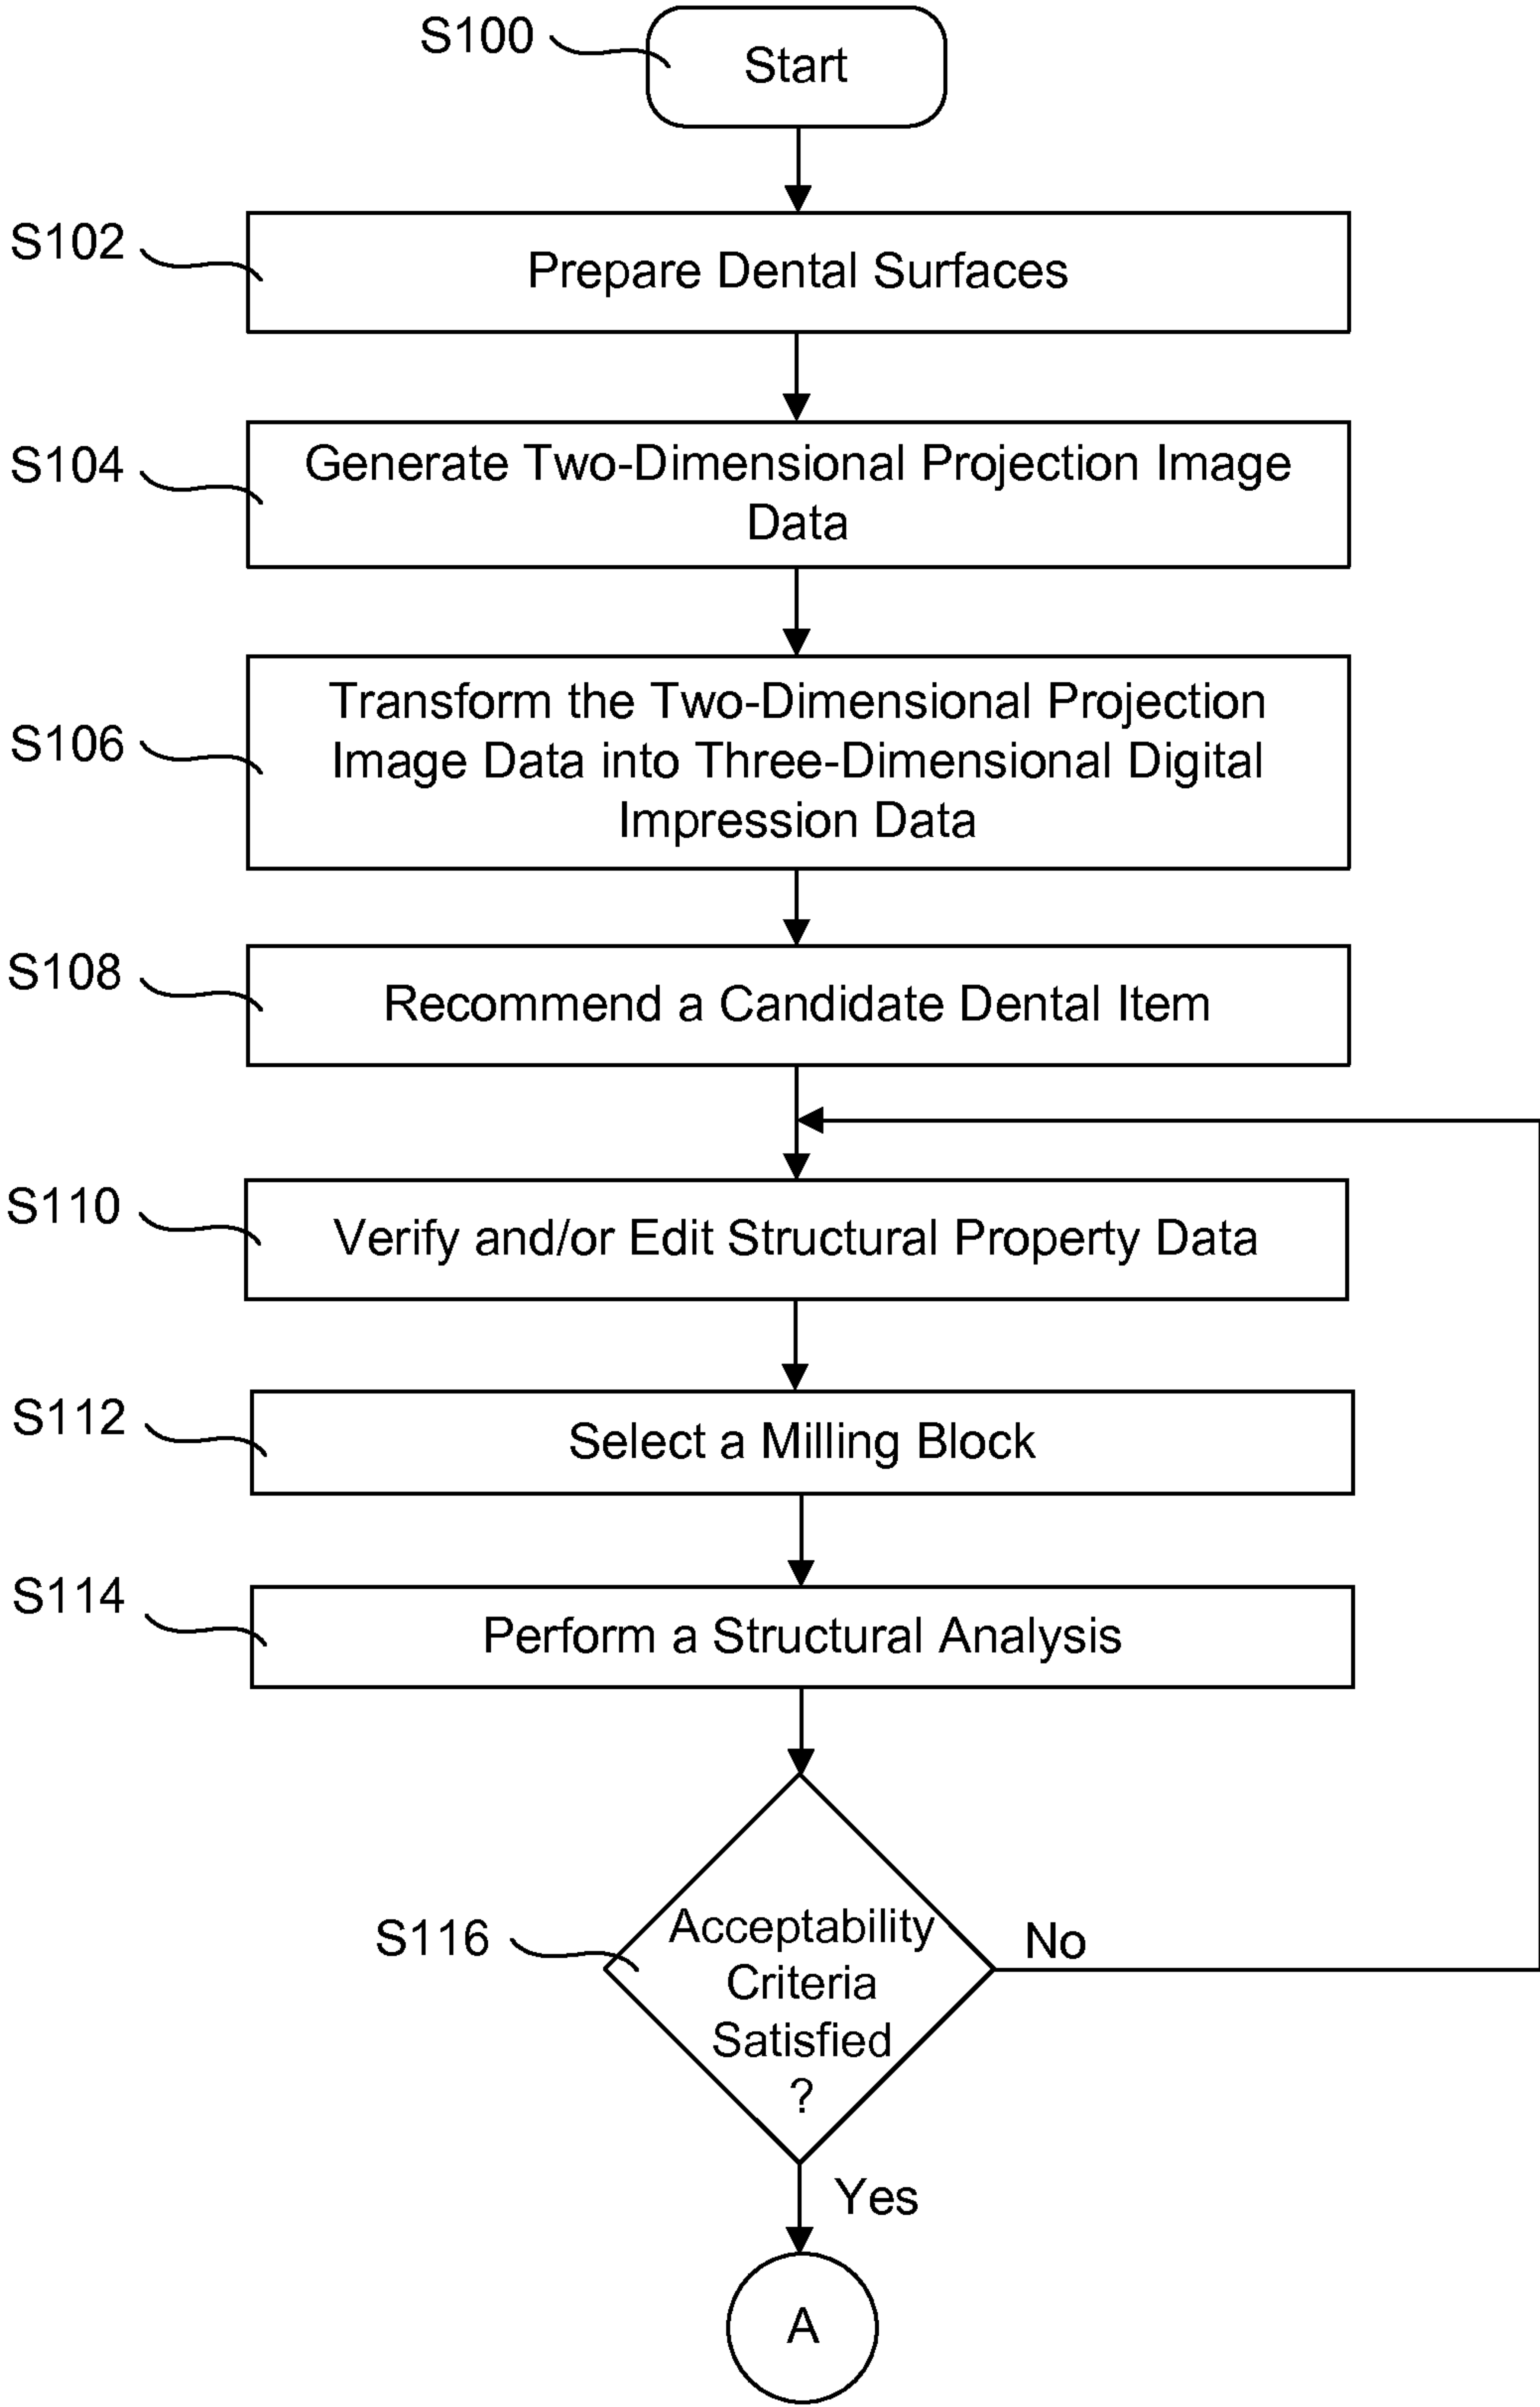 S100
Start
S102
Prepare Dental Surfaces
S104
Generate Two-Dimensional Projection Image
Data
S106
Transform the Two-Dimensional Projection
Image Data into Three-Dimensional Digital
Impression Data
S108
Recommend a Candidate Dental Item
S110
Verify and/or Edit Structural Property Data
S112
Select a Milling Block
S114
Perform a Structural Analysis
S116
Acceptability
Criteria
Satisfied
?
No
Yes
A